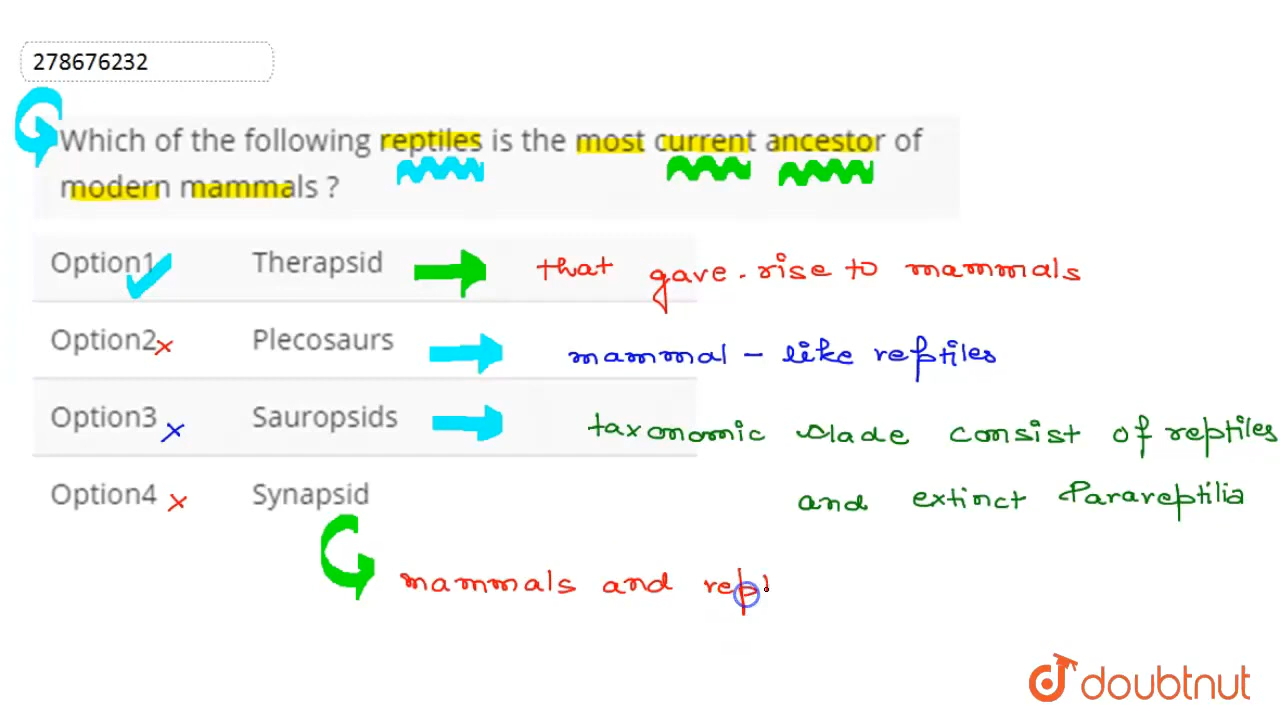 278676232
Which of the following reptiles is the most current ancestor of
modern mammals ?
Option1 Therapsid that gave rise to mammals
Option2 Plecosaurs mammal - like reptiles
Option3 Sauropsids taxonomic clade consist of reptiles
and extinct Parareptilia
Option4 Synapsid
mammals and rep
doubtnut